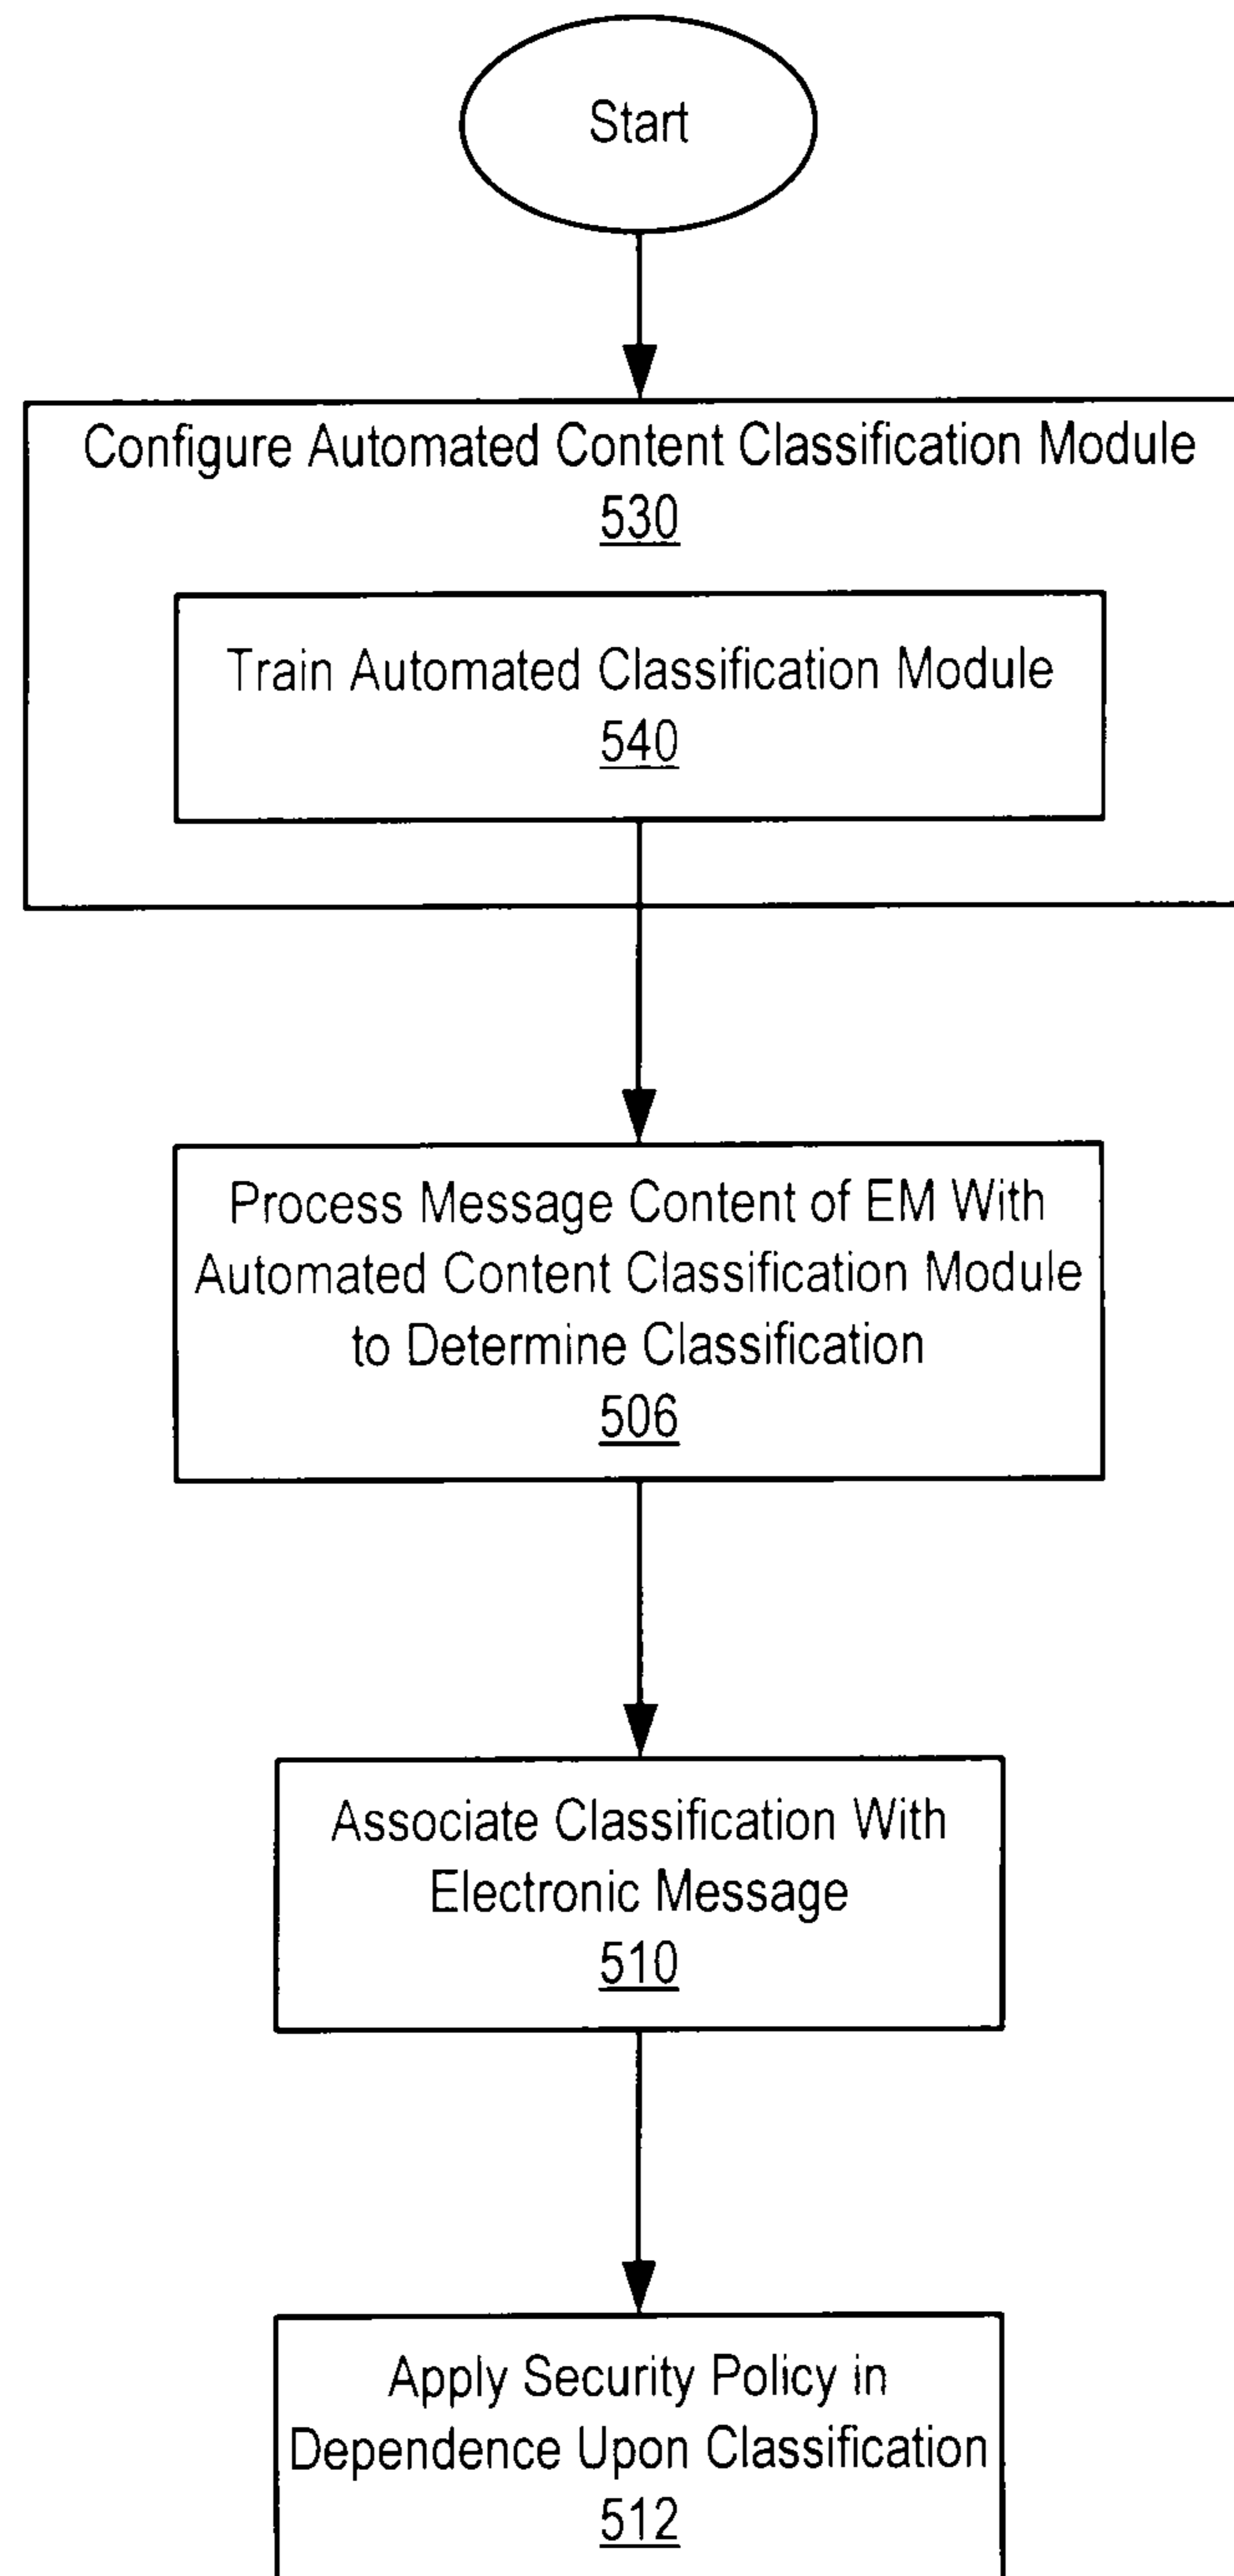 Start
Configure Automated Content Classification Module
530
Train Automated Classification Module
540
Process Message Content of EM With
Automated Content Classification Module
to Determine Classification
506
Associate Classification With
Electronic Message
510
Apply Security Policy in
Dependence Upon Classification
512